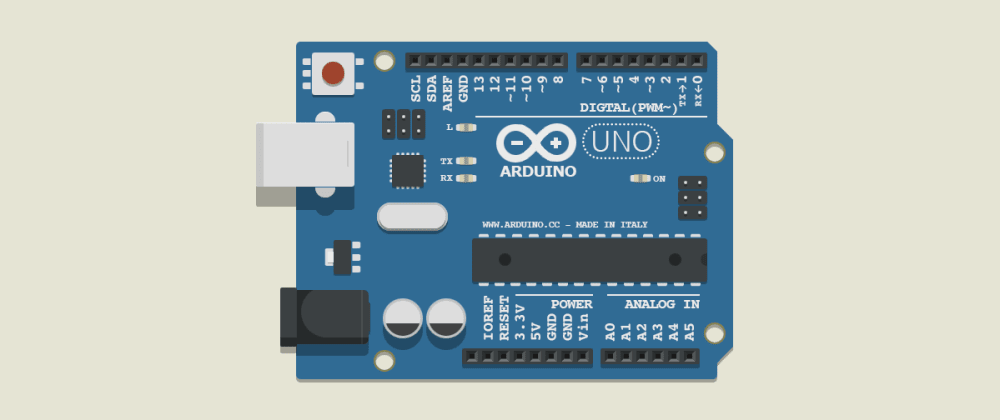 SCL
SDA
AREF
GND
13
12
~11
~10
~9
8
7
~6
~5
4
~3
2
TX→1
RX←0
DIGTAL(PWM~)
L
TX
RX
ARDUINO
UNO
ON
WWW.ARDUINO.CC - MADE IN ITALY
POWER
ANALOG IN
IOREF
RESET
3.3V
5V
GND
GND
Vin
A0
A1
A2
A3
A4
A5